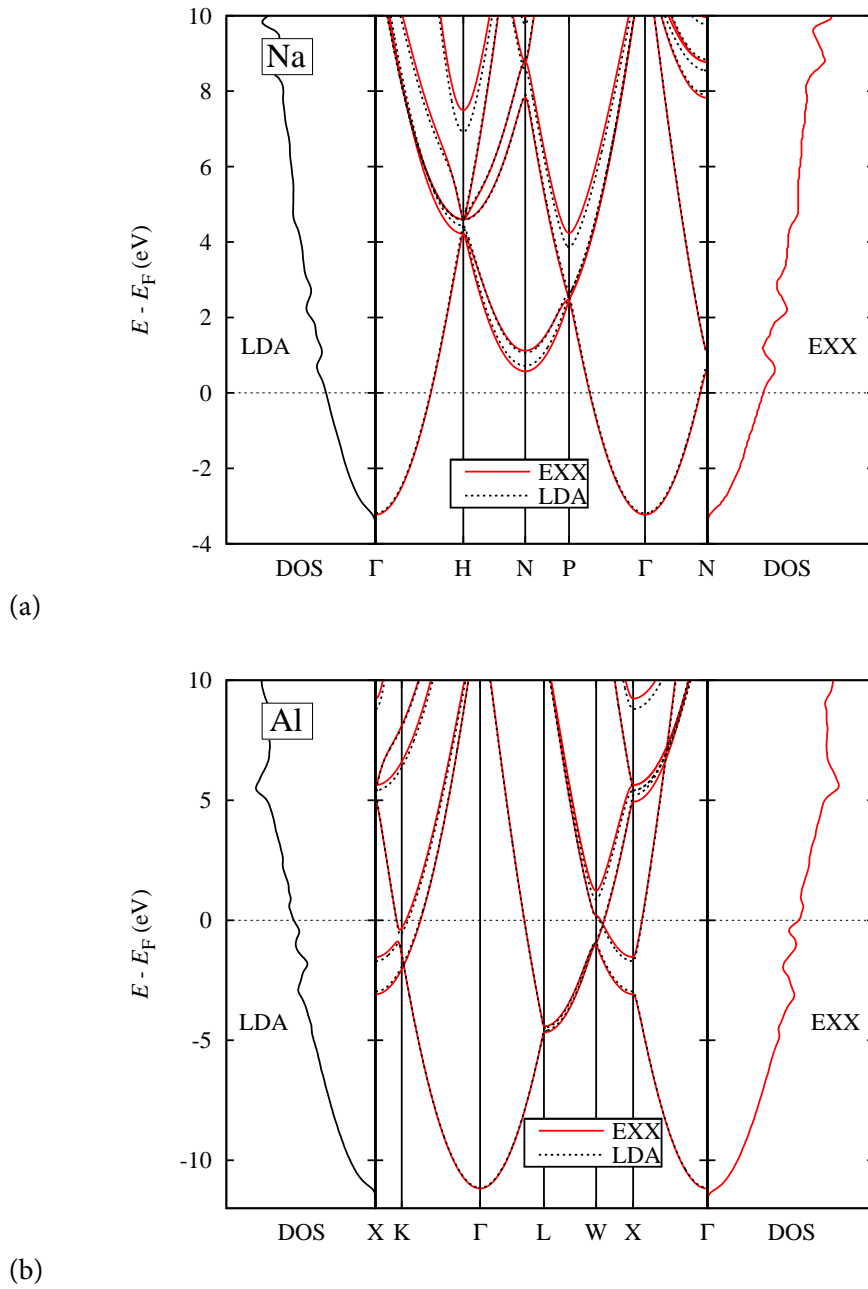 10
Na
8
6
4
E - E_F (eV)
2
LDA
EXX
0
EXX
LDA
-2
-4
DOS Γ H N P Γ N DOS
(a)
10
Al
5
E - E_F (eV)
0
LDA
EXX
-5
EXX
LDA
-10
DOS X K Γ L W X Γ DOS
(b)